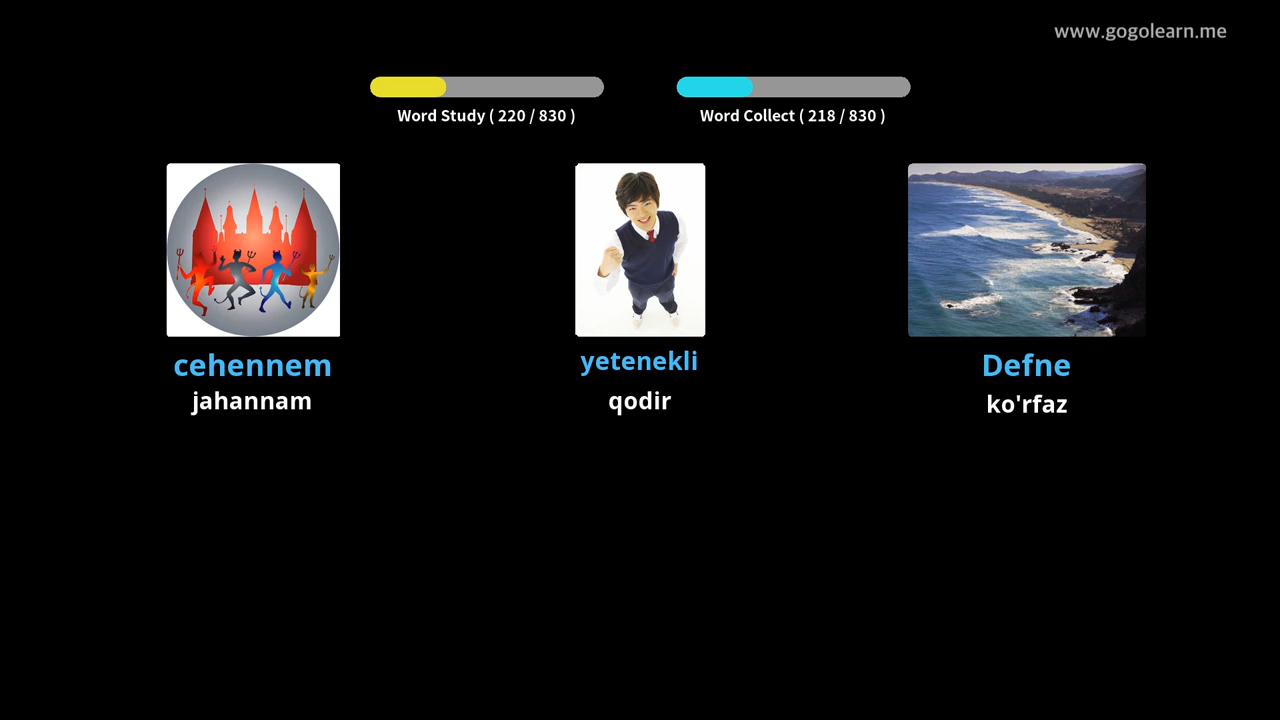 www.gogolearn.me
Word Study ( 220 / 830 )
Word Collect ( 218 / 830 )
cehennem
jahannam
yetenekli
qodir
Defne
ko'rfaz